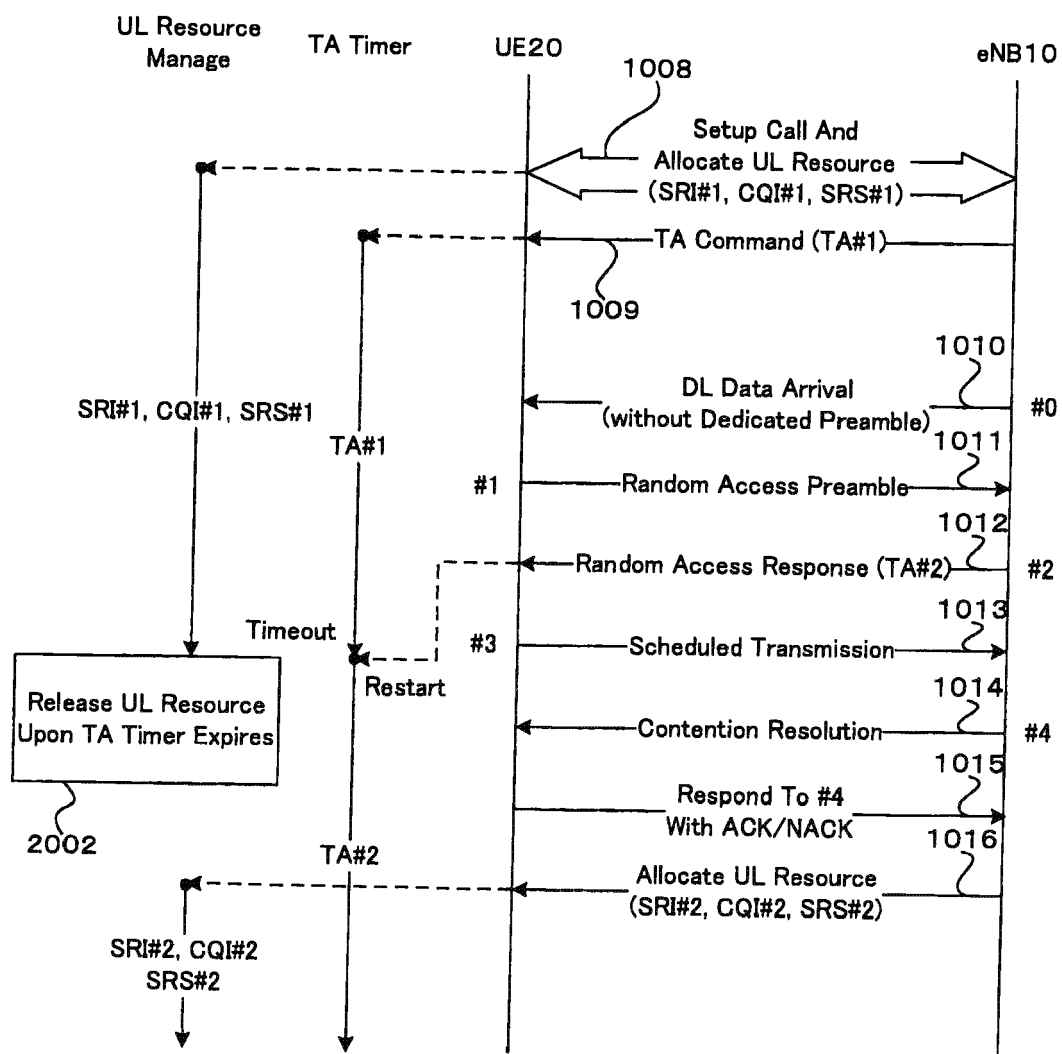 UL Resource
Manage
TA Timer
UE20
eNB10
1008
Setup Call And
Allocate UL Resource
(SRI#1, CQI#1, SRS#1)
TA Command (TA#1)
1009
1010
DL Data Arrival
(without Dedicated Preamble)
#0
SRI#1, CQI#1, SRS#1
TA#1
1011
#1
Random Access Preamble
1012
Random Access Response (TA#2)
#2
Timeout
1013
#3
Scheduled Transmission
Restart
Release UL Resource
Upon TA Timer Expires
1014
Contention Resolution
#4
1015
Respond To #4
With ACK/NACK
2002
TA#2
1016
Allocate UL Resource
(SRI#2, CQI#2, SRS#2)
SRI#2, CQI#2
SRS#2